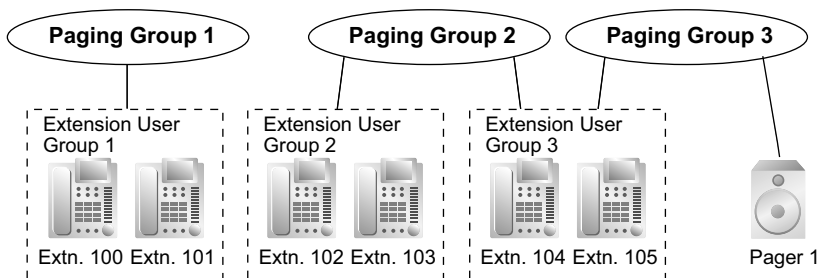 Paging Group 1
Paging Group 2
Paging Group 3
Extension User
Group 1
Extension User
Group 2
Extension User
Group 3
Extn. 100 Extn. 101
Extn. 102 Extn. 103
Extn. 104 Extn. 105
Pager 1